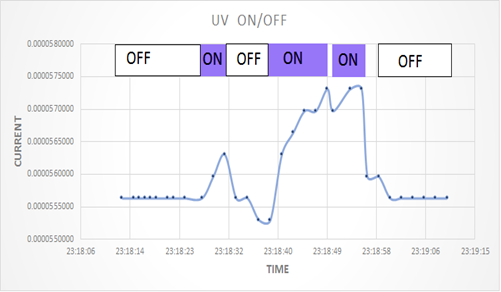 UV ON/OFF
0.0000580000
0.0000575000
0.0000570000
0.0000565000
0.0000560000
0.0000555000
0.0000550000
CURRENT
OFF
ON
OFF
ON
ON
OFF
23:18:06 23:18:14 23:18:23 23:18:32 23:18:40 23:18:49 23:18:58 23:19:06 23:19:15
TIME